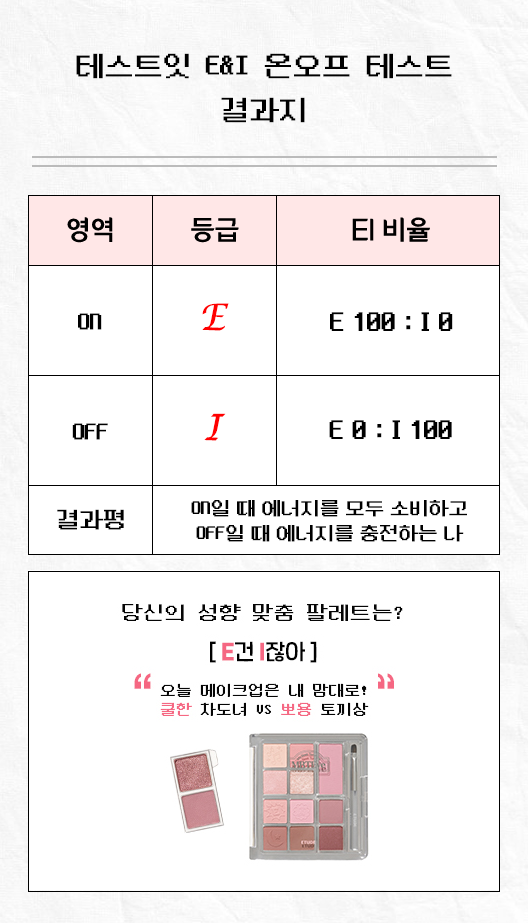 테스트잇 E&I 온오프 테스트
결과지
영역 등급 EI 비율
ON E E 100 : I 0
OFF I E 0 : I 100
결과평
ON일 때 에너지를 모두 소비하고
OFF일 때 에너지를 충전하는 나
당신의 성향 맞춤 팔레트는?
[ E건 I잖아 ]
“ 오늘 메이크업은 내 맘대로! ”
쿨한 차도녀 VS 뽀용 토끼상
ETUDE